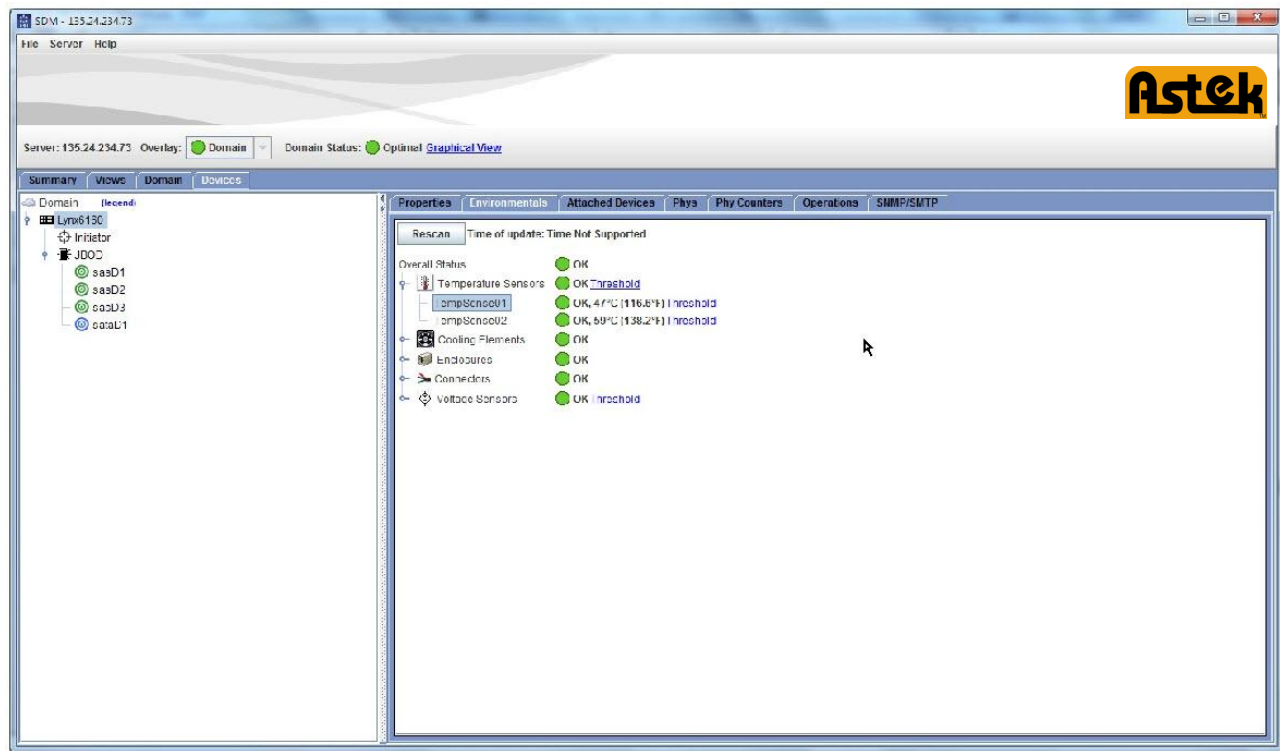 SDM - 135.24.234.73
File Server Help
Astek
TM
Server: 135.24.234.73 Overlay: Domain Domain Status: Optimal Graphical View
Summary Views Domain Devices
Domain (legend)
Lynx6160
Initiator
JBOD
sasD1
sasD2
sasD3
sataD1
Properties Environmentals Attached Devices Phys Phy Counters Operations SNMP/SMTP
Rescan Time of update: Time Not Supported
Overall Status OK
Temperature Sensors OK Threshold
TempSense01 OK, 47°C (116.6°F) Threshold
TempSense02 OK, 59°C (138.2°F) Threshold
Cooling Elements OK
Enclosures OK
Connectors OK
Voltage Sensors OK Threshold